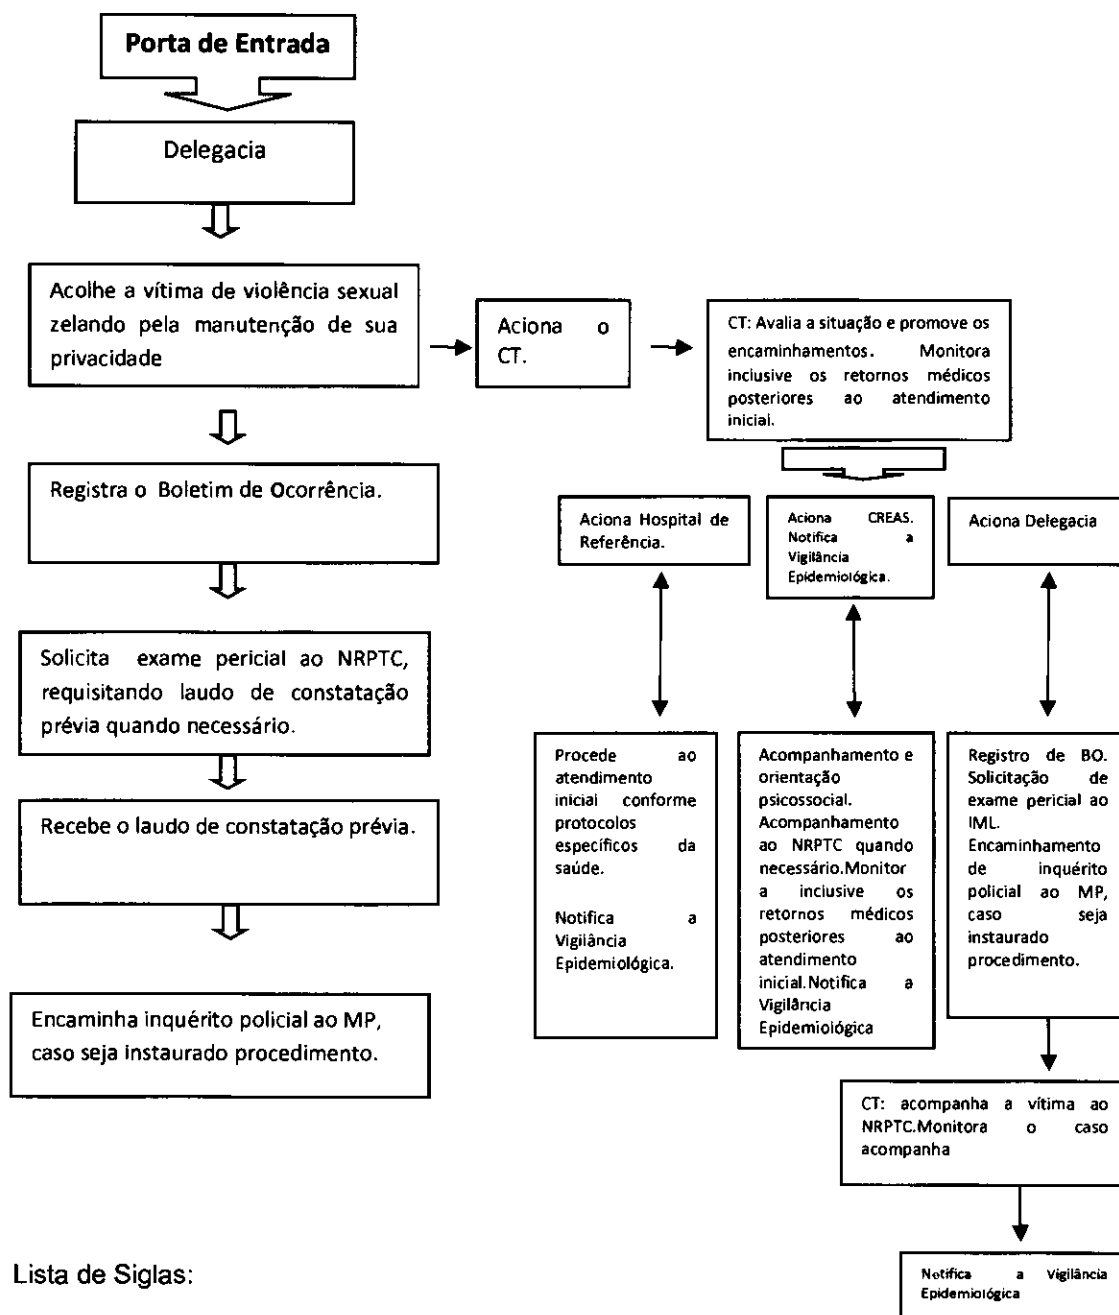 Porta de Entrada
Delegacia
Acolhe a vítima de violência sexual
zelando pela manutenção de sua
privacidade
Aciona o
CT.
CT: Avalia a situação e promove os
encaminhamentos. Monitora
inclusive os retornos médicos
posteriores ao atendimento
inicial.
Registra o Boletim de Ocorrência.
Aciona Hospital de
Referência.
Aciona CREAS.
Notifica a
Vigilância
Epidemiológica.
Aciona Delegacia
Solicita exame pericial ao NRPTC,
requisitando laudo de constatação
prévia quando necessário.
Recebe o laudo de constatação prévia.
Encaminha inquérito policial ao MP,
caso seja instaurado procedimento.
Procede ao
atendimento
inicial conforme
protocolos
específicos da
saúde.
Notifica a
Vigilância
Epidemiológica.
Acompanhamento e
orientação
psicossocial.
Acompanhamento
ao NRPTC quando
necessário.Monitor
a inclusive os
retornos médicos
posteriores ao
atendimento
inicial.Notifica a
Vigilância
Epidemiológica
Registro de BO.
Solicitação de
exame pericial ao
IML.
Encaminhamento
de inquérito
policial ao MP,
caso seja
instaurado
procedimento.
CT: acompanha a vítima ao
NRPTC.Monitora o caso
acompanha
Notifica a Vigilância
Epidemiológica
Lista de Siglas: